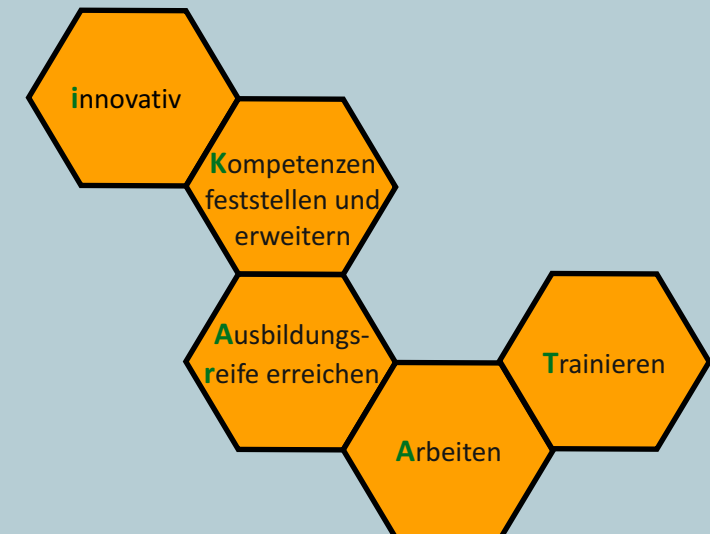 innovativ
Kompetenzen
feststellen und
erweitern
Ausbildungs-
reife erreichen
Trainieren
Arbeiten